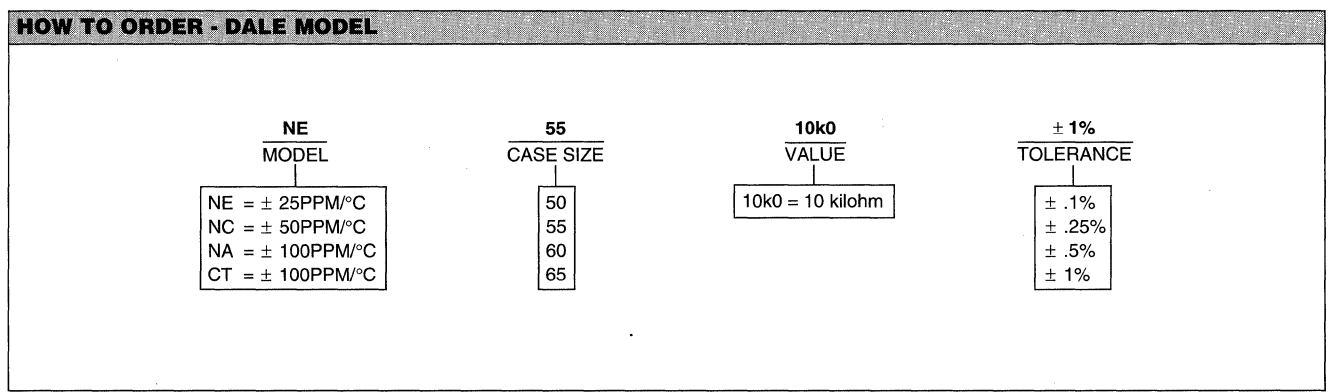 HOW TO ORDER - DALE MODEL
NE 55 10k0 ± 1%
MODEL CASE SIZE VALUE TOLERANCE
NE = ± 25PPM/°C 50 10k0 = 10 kilohm ± .1%
NC = ± 50PPM/°C 55 ± .25%
NA = ± 100PPM/°C 60 ± .5%
CT = ± 100PPM/°C 65 ± 1%